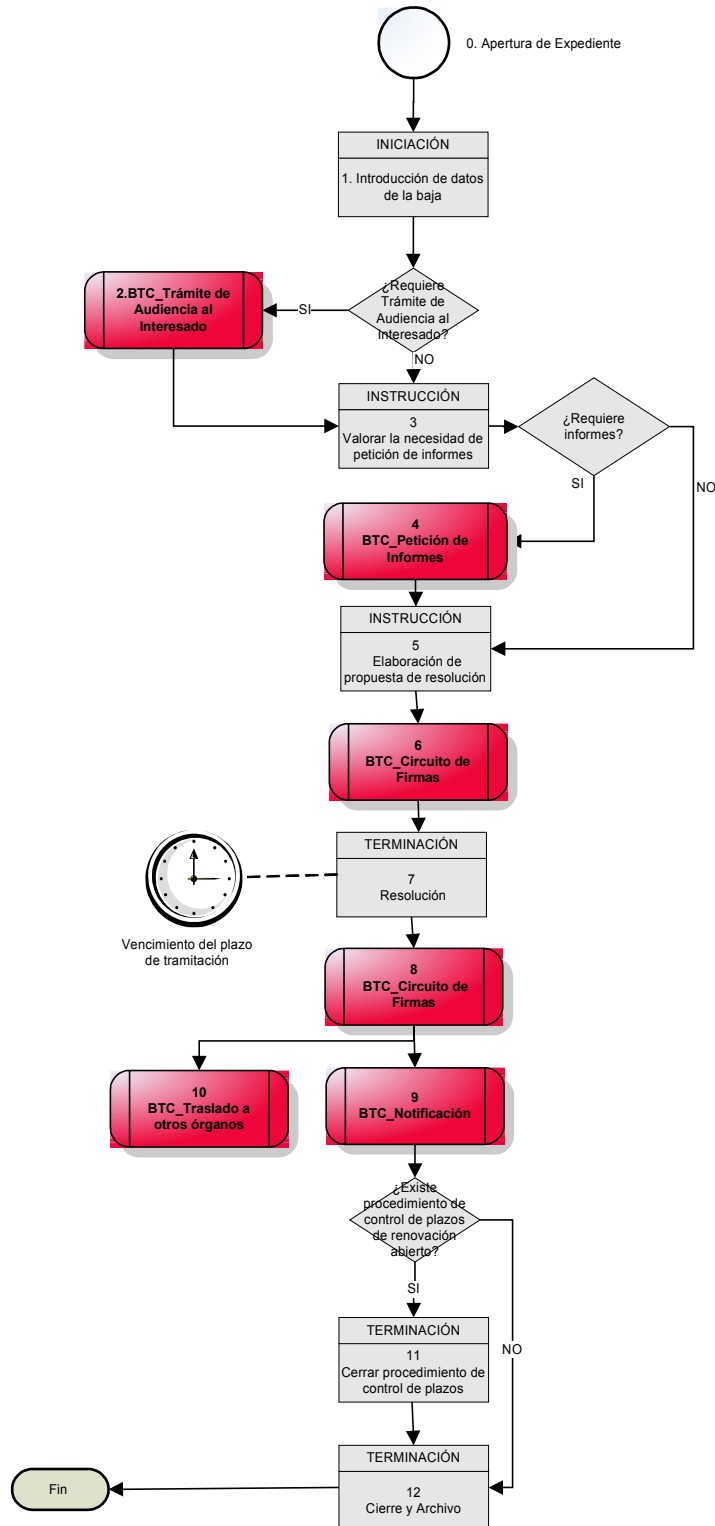 0. Apertura de Expediente
INICIACIÓN
1. Introducción de datos
de la baja
2.BTC_Trámite de
Audiencia al
Interesado
SI
¿Requiere
Trámite de
Audiencia al
Interesado?
NO
INSTRUCCIÓN
3
Valorar la necesidad de
petición de informes
¿Requiere
informes?
SI
NO
4
BTC_Petición de
Informes
INSTRUCCIÓN
5
Elaboración de
propuesta de resolución
6
BTC_Circuito de
Firmas
TERMINACIÓN
7
Resolución
Vencimiento del plazo
de tramitación
8
BTC_Circuito de
Firmas
10
BTC_Traslado a
otros órganos
9
BTC_Notificación
¿Existe
procedimiento de
control de plazos
de renovación
abierto?
SI
NO
TERMINACIÓN
11
Cerrar procedimiento de
control de plazos
TERMINACIÓN
12
Cierre y Archivo
Fin